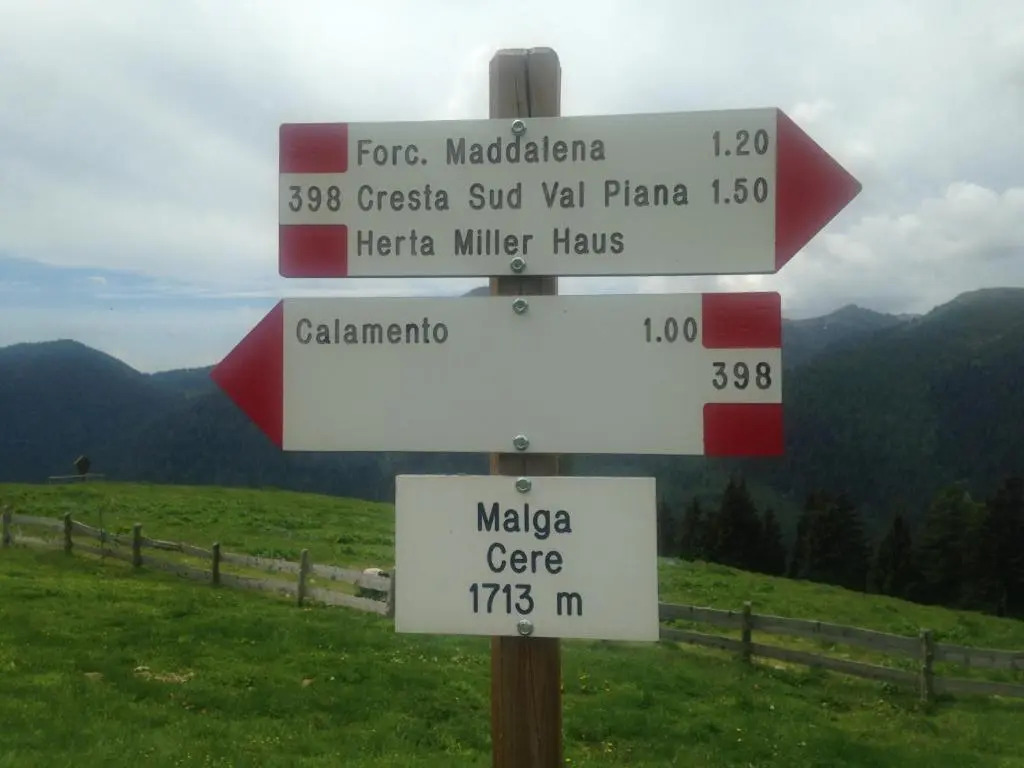 Forc. Maddalena 1.20
398 Cresta Sud Val Piana 1.50
Herta Miller Haus
Calamento 1.00
398
Malga
Cere
1713 m